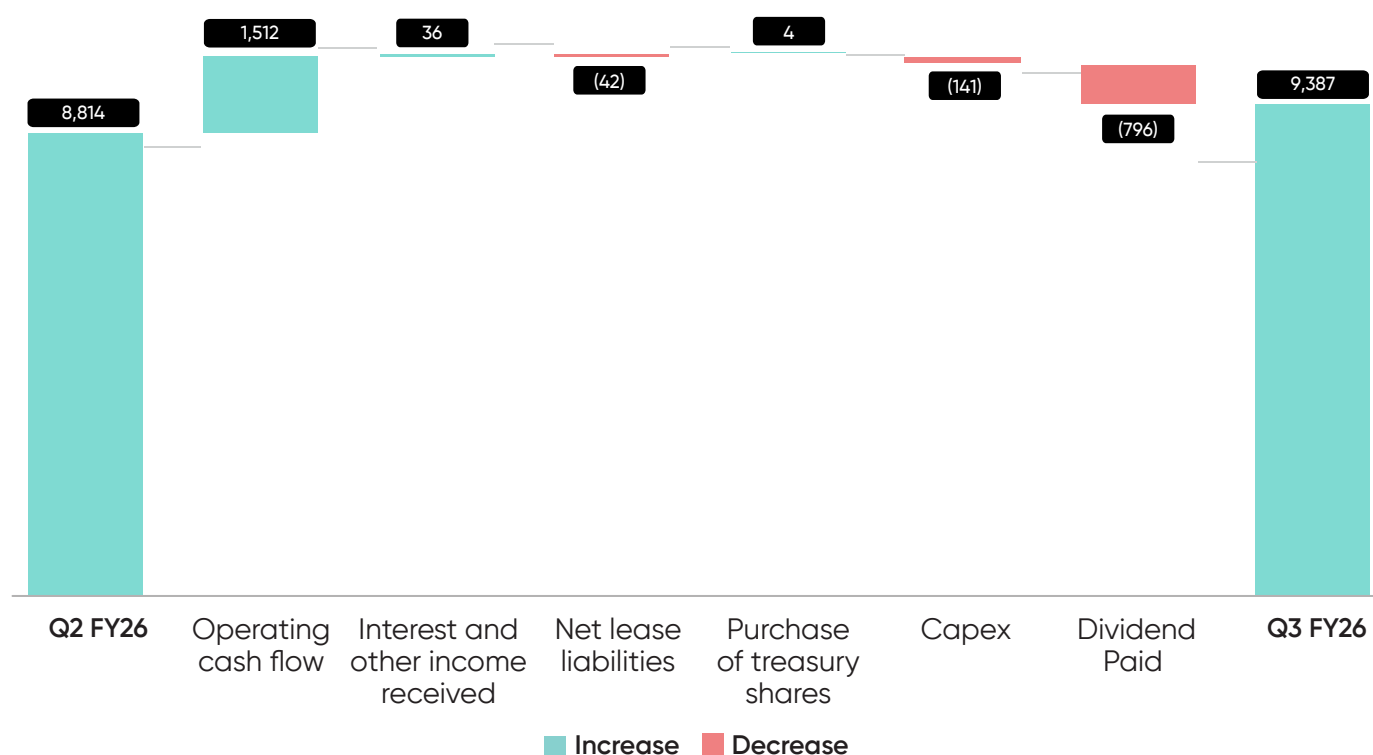 1,512
36
4
(42)
(141)
9,387
8,814
(796)
Q2 FY26
Operating
cash flow
Interest and
other income
received
Net lease
liabilities
Purchase
of treasury
shares
Capex
Dividend
Paid
Q3 FY26
Increase
Decrease